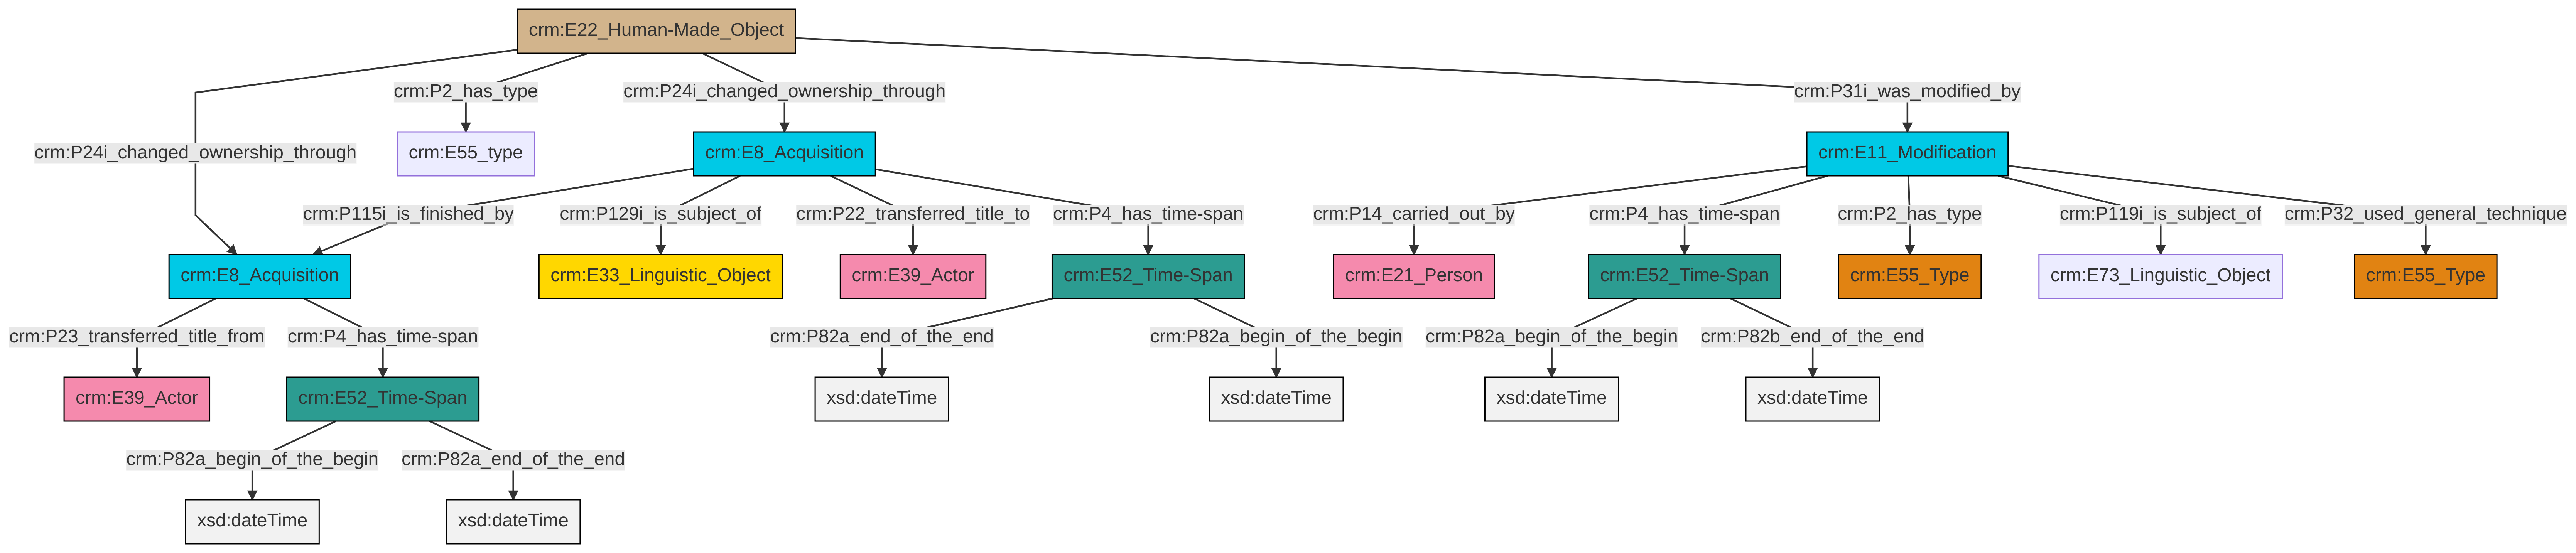 crm:E22_Human-Made_Object
crm:P2_has_type
crm:P24i_changed_ownership_through
crm:P31i_was_modified_by
crm:P24i_changed_ownership_through
crm:E55_type
crm:E8_Acquisition
crm:E11_Modification
crm:P115i_is_finished_by
crm:P129i_is_subject_of
crm:P22_transferred_title_to
crm:P4_has_time-span
crm:P14_carried_out_by
crm:P4_has_time-span
crm:P2_has_type
crm:P119i_is_subject_of
crm:P32_used_general_technique
crm:E8_Acquisition
crm:E33_Linguistic_Object
crm:E39_Actor
crm:E52_Time-Span
crm:E21_Person
crm:E52_Time-Span
crm:E55_Type
crm:E73_Linguistic_Object
crm:E55_Type
crm:P23_transferred_title_from
crm:P4_has_time-span
crm:P82a_end_of_the_end
crm:P82a_begin_of_the_begin
crm:P82a_begin_of_the_begin
crm:P82b_end_of_the_end
crm:E39_Actor
crm:E52_Time-Span
xsd:dateTime
xsd:dateTime
xsd:dateTime
xsd:dateTime
crm:P82a_begin_of_the_begin
crm:P82a_end_of_the_end
xsd:dateTime
xsd:dateTime